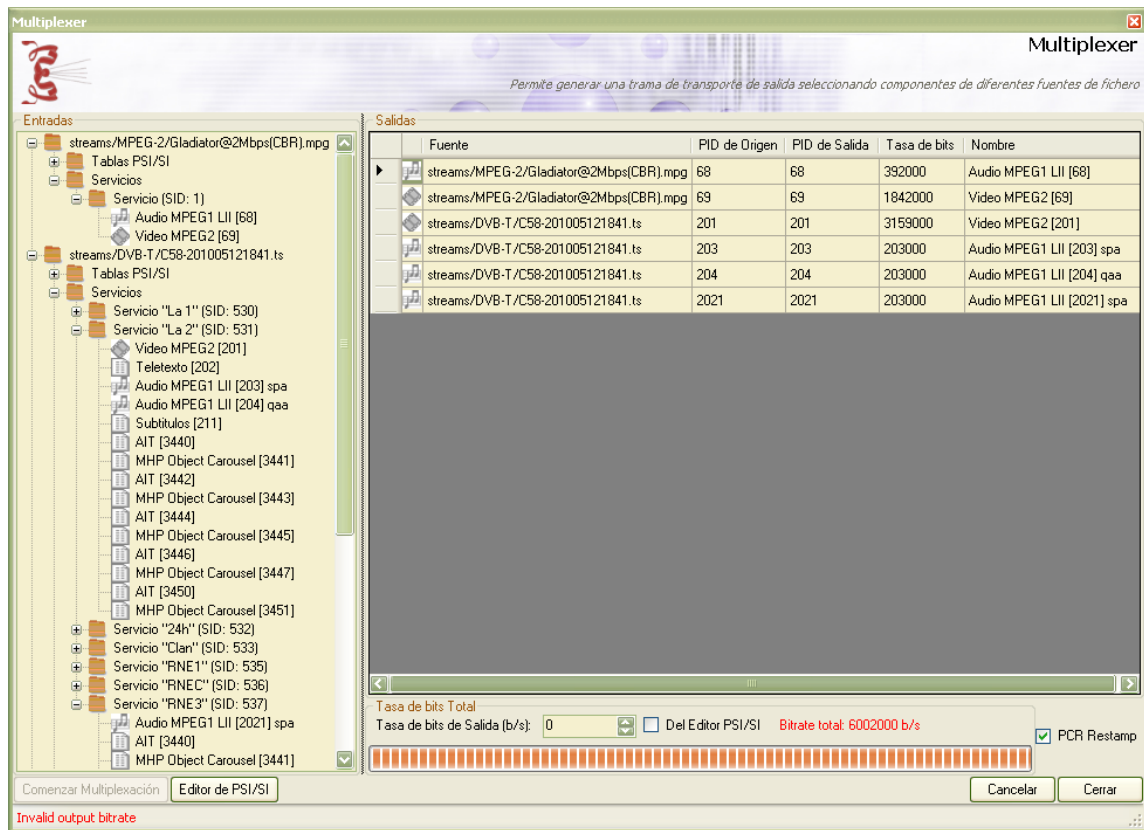 Multiplexer
Multiplexer
Permite generar una trama de transporte de salida seleccionando componentes de diferentes fuentes de fichero
Entradas
streams/MPEG-2/Gladiator@2Mbps(CBR).mpg
Tablas PSI/SI
Servicios
Servicio (SID: 1)
Audio MPEG1 LII [68]
Video MPEG2 [69]
streams/DVB-T/C58-201005121841.ts
Tablas PSI/SI
Servicios
Servicio "La 1" (SID: 530)
Servicio "La 2" (SID: 531)
Video MPEG2 [201]
Teletexto [202]
Audio MPEG1 LII [203] spa
Audio MPEG1 LII [204] qaa
Subtitulos [211]
AIT [3440]
MHP Object Carousel [3441]
AIT [3442]
MHP Object Carousel [3443]
AIT [3444]
MHP Object Carousel [3445]
AIT [3446]
MHP Object Carousel [3447]
AIT [3450]
MHP Object Carousel [3451]
Servicio "24h" (SID: 532)
Servicio "Clan" (SID: 533)
Servicio "RNE1" (SID: 535)
Servicio "RNEC" (SID: 536)
Servicio "RNE3" (SID: 537)
Audio MPEG1 LII [2021] spa
AIT [3440]
MHP Object Carousel [3441]
Salidas
Fuente PID de Origen PID de Salida Tasa de bits Nombre
streams/MPEG-2/Gladiator@2Mbps(CBR).mpg 68 68 392000 Audio MPEG1 LII [68]
streams/MPEG-2/Gladiator@2Mbps(CBR).mpg 69 69 1842000 Video MPEG2 [69]
streams/DVB-T/C58-201005121841.ts 201 201 3159000 Video MPEG2 [201]
streams/DVB-T/C58-201005121841.ts 203 203 203000 Audio MPEG1 LII [203] spa
streams/DVB-T/C58-201005121841.ts 204 204 203000 Audio MPEG1 LII [204] qaa
streams/DVB-T/C58-201005121841.ts 2021 2021 203000 Audio MPEG1 LII [2021] spa
Tasa de bits Total
Tasa de bits de Salida (b/s): 0 Del Editor PSI/SI Bitrate total: 6002000 b/s
PCR Restamp
Comenzar Multiplexación Editor de PSI/SI Cancelar Cerrar
Invalid output bitrate